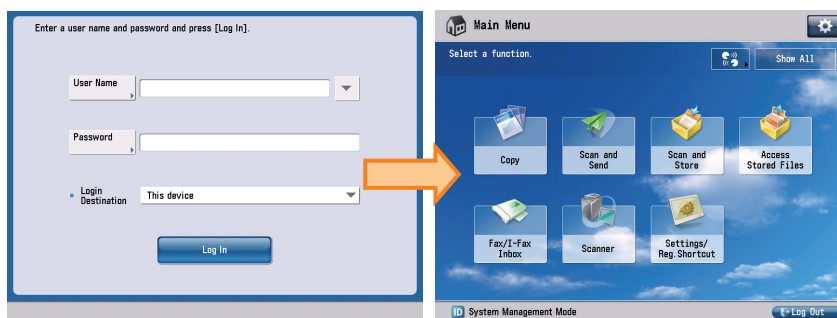 Enter a user name and password and press [Log In].
User Name
Password
Login
Destination
This device
Log In
Main Menu
Select a function.
Show All
Copy
Scan and
Send
Scan and
Store
Access
Stored Files
Fax/I-Fax
Inbox
Scanner
Settings/
Reg.Shortcut
ID System Management Mode
Log Out